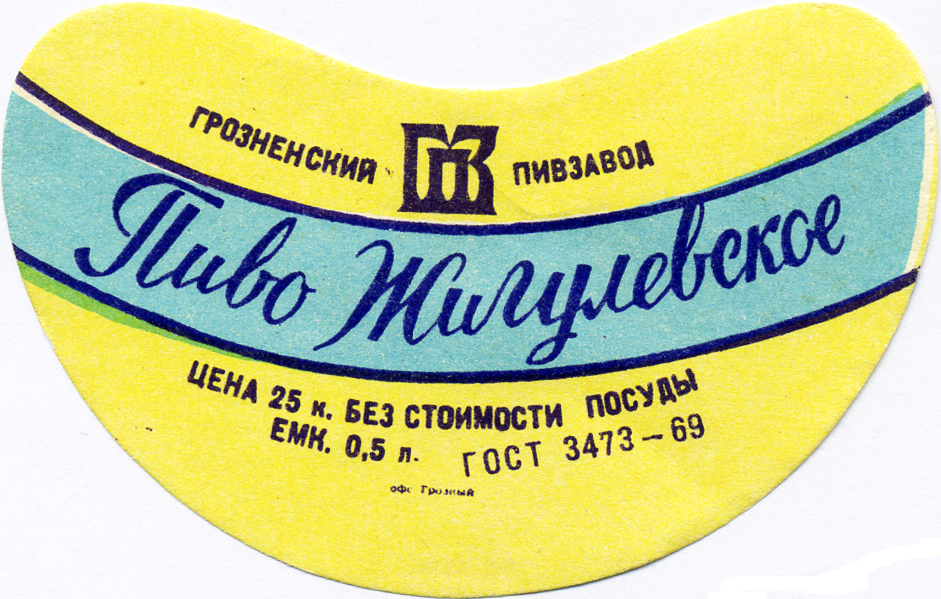 ГРОЗНЕНСКИЙ ГПЗ ПИВЗАВОД
Пиво Жигулевское
ЦЕНА 25 к. БЕЗ СТОИМОСТИ ПОСУДЫ
ЕМК. 0,5 л. ГОСТ 3473-69
офс Грозный